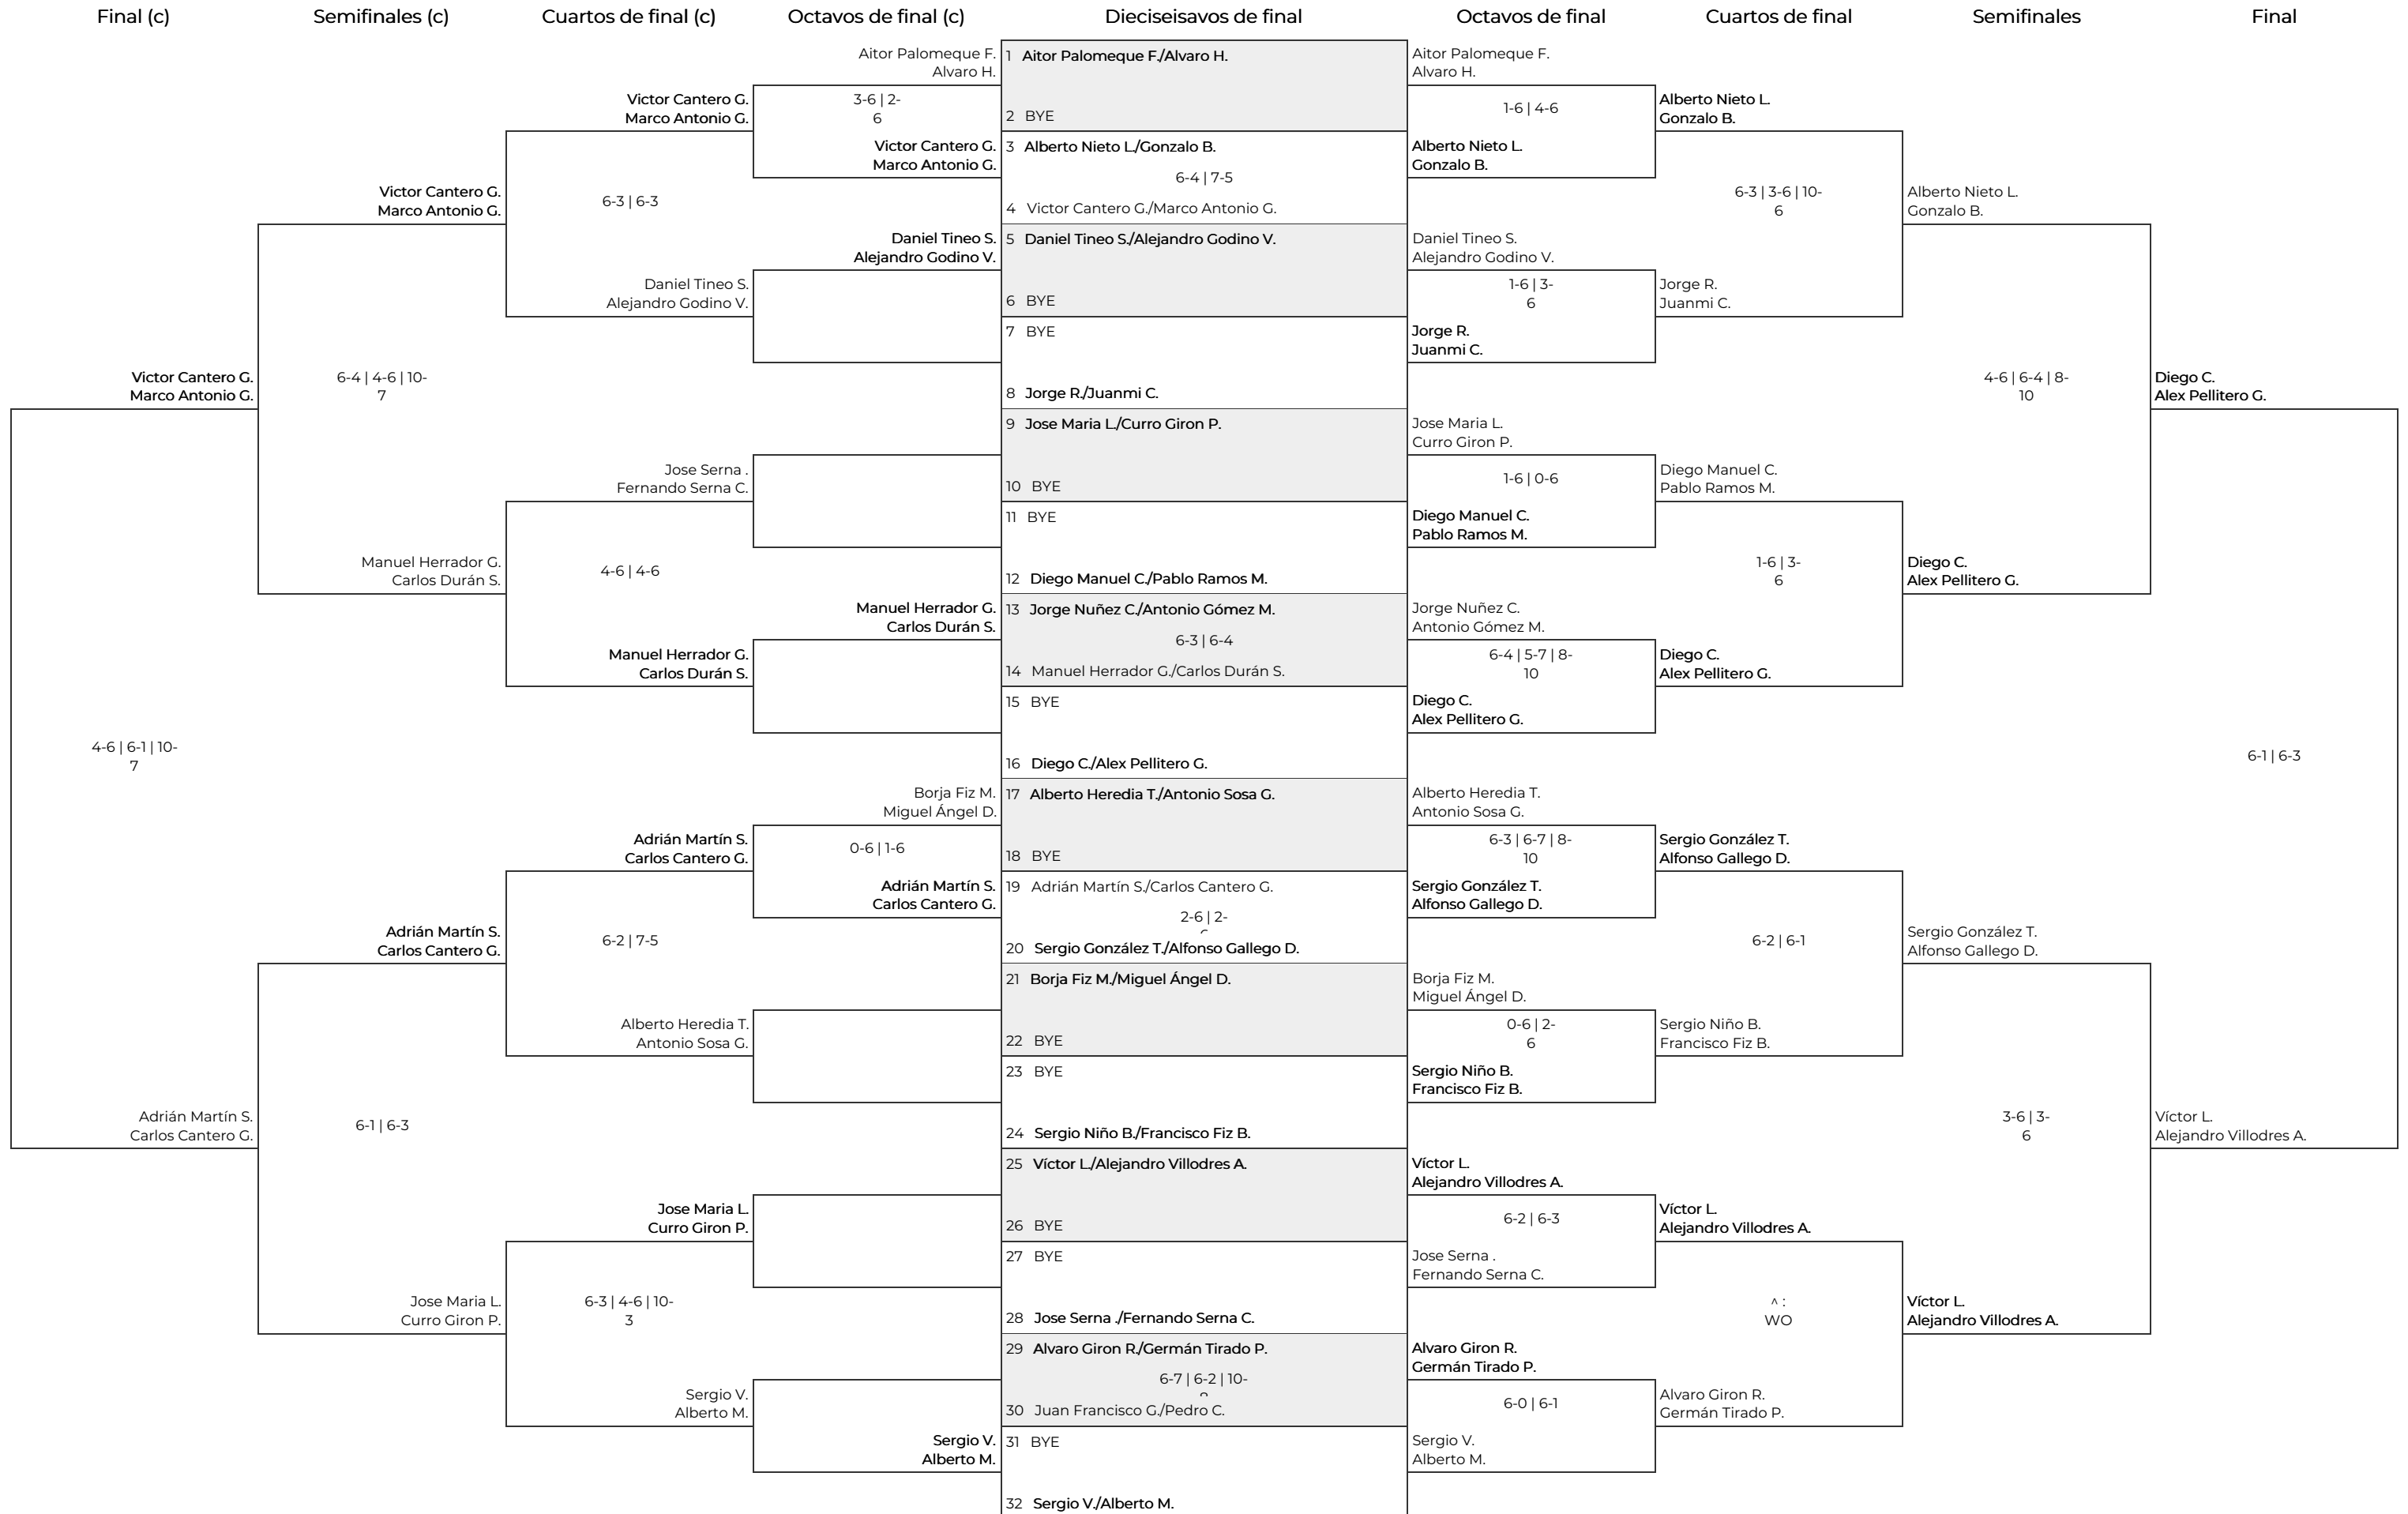 Final (c)
Semifinales (c)
Cuartos de final (c)
Octavos de final (c)
Dieciseisavos de final
Octavos de final
Cuartos de final
Semifinales
Final
Victor Cantero G.
Marco Antonio G.
4-6 | 6-1 | 10-
7
Adrián Martín S.
Carlos Cantero G.
Victor Cantero G.
Marco Antonio G.
6-4 | 4-6 | 10-
7
Manuel Herrador G.
Carlos Durán S.
Adrián Martín S.
Carlos Cantero G.
6-1 | 6-3
Jose Maria L.
Curro Giron P.
Victor Cantero G.
Marco Antonio G.
6-3 | 6-3
Daniel Tineo S.
Alejandro Godino V.
Jose Serna .
Fernando Serna C.
4-6 | 4-6
Manuel Herrador G.
Carlos Durán S.
Adrián Martín S.
Carlos Cantero G.
6-2 | 7-5
Alberto Heredia T.
Antonio Sosa G.
Jose Maria L.
Curro Giron P.
6-3 | 4-6 | 10-
3
Sergio V.
Alberto M.
Aitor Palomeque F.
Alvaro H.
3-6 | 2-
6
Victor Cantero G.
Marco Antonio G.
Daniel Tineo S.
Alejandro Godino V.
Manuel Herrador G.
Carlos Durán S.
Borja Fiz M.
Miguel Ángel D.
0-6 | 1-6
Adrián Martín S.
Carlos Cantero G.
Sergio V.
Alberto M.
1 Aitor Palomeque F./Alvaro H.
2 BYE
3 Alberto Nieto L./Gonzalo B.
6-4 | 7-5
4 Victor Cantero G./Marco Antonio G.
5 Daniel Tineo S./Alejandro Godino V.
6 BYE
7 BYE
8 Jorge R./Juanmi C.
9 Jose Maria L./Curro Giron P.
10 BYE
11 BYE
12 Diego Manuel C./Pablo Ramos M.
13 Jorge Nuñez C./Antonio Gómez M.
6-3 | 6-4
14 Manuel Herrador G./Carlos Durán S.
15 BYE
16 Diego C./Alex Pellitero G.
17 Alberto Heredia T./Antonio Sosa G.
18 BYE
19 Adrián Martín S./Carlos Cantero G.
2-6 | 2-
20 Sergio González T./Alfonso Gallego D.
21 Borja Fiz M./Miguel Ángel D.
22 BYE
23 BYE
24 Sergio Niño B./Francisco Fiz B.
25 Víctor L./Alejandro Villodres A.
26 BYE
27 BYE
28 Jose Serna ./Fernando Serna C.
29 Alvaro Giron R./Germán Tirado P.
6-7 | 6-2 | 10-
30 Juan Francisco G./Pedro C.
31 BYE
32 Sergio V./Alberto M.
Aitor Palomeque F.
Alvaro H.
1-6 | 4-6
Alberto Nieto L.
Gonzalo B.
Daniel Tineo S.
Alejandro Godino V.
1-6 | 3-
6
Jorge R.
Juanmi C.
Jose Maria L.
Curro Giron P.
1-6 | 0-6
Diego Manuel C.
Pablo Ramos M.
Jorge Nuñez C.
Antonio Gómez M.
6-4 | 5-7 | 8-
10
Diego C.
Alex Pellitero G.
Alberto Heredia T.
Antonio Sosa G.
6-3 | 6-7 | 8-
10
Sergio González T.
Alfonso Gallego D.
Borja Fiz M.
Miguel Ángel D.
0-6 | 2-
6
Sergio Niño B.
Francisco Fiz B.
Víctor L.
Alejandro Villodres A.
6-2 | 6-3
Jose Serna .
Fernando Serna C.
Alvaro Giron R.
Germán Tirado P.
6-0 | 6-1
Sergio V.
Alberto M.
Alberto Nieto L.
Gonzalo B.
6-3 | 3-6 | 10-
6
Jorge R.
Juanmi C.
Diego Manuel C.
Pablo Ramos M.
1-6 | 3-
6
Diego C.
Alex Pellitero G.
Sergio González T.
Alfonso Gallego D.
6-2 | 6-1
Sergio Niño B.
Francisco Fiz B.
Víctor L.
Alejandro Villodres A.
^ :
WO
Alvaro Giron R.
Germán Tirado P.
Alberto Nieto L.
Gonzalo B.
4-6 | 6-4 | 8-
10
Diego C.
Alex Pellitero G.
Sergio González T.
Alfonso Gallego D.
3-6 | 3-
6
Víctor L.
Alejandro Villodres A.
Diego C.
Alex Pellitero G.
6-1 | 6-3
Víctor L.
Alejandro Villodres A.